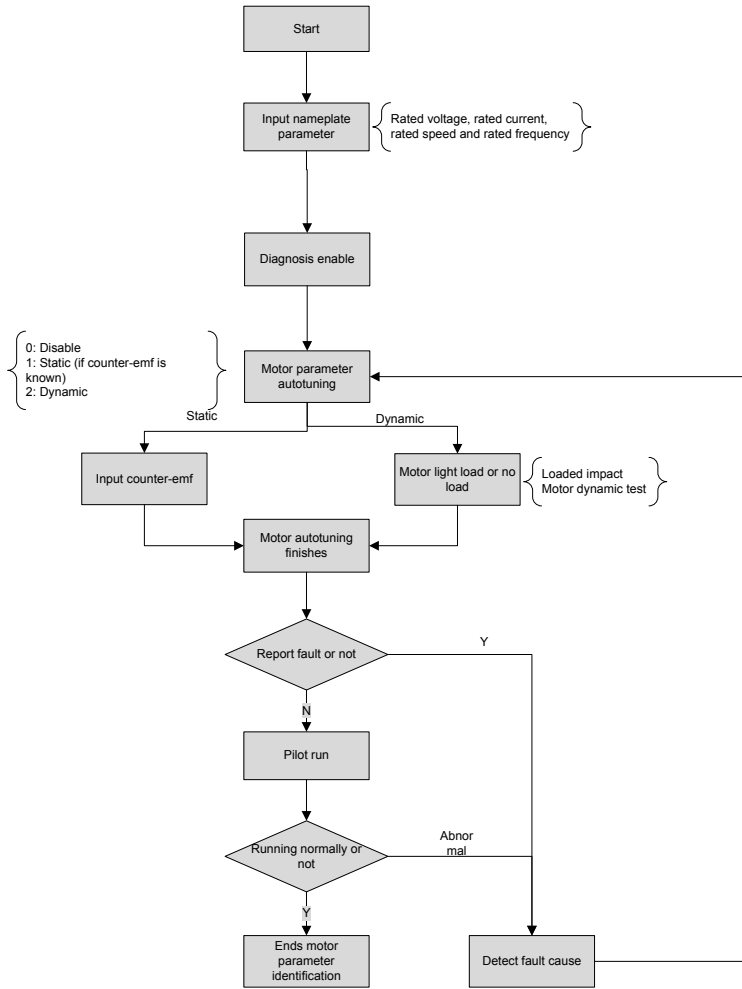 Start
Input nameplate
parameter
Rated voltage, rated current,
rated speed and rated frequency
Diagnosis enable
0: Disable
1: Static (if counter-emf is
known)
2: Dynamic
Motor parameter
autotuning
Static
Dynamic
Input counter-emf
Motor light load or no
load
Loaded impact
Motor dynamic test
Motor autotuning
finishes
Report fault or not
Y
N
Pilot run
Running normally or
not
Abnor
mal
Y
Ends motor
parameter
identification
Detect fault cause